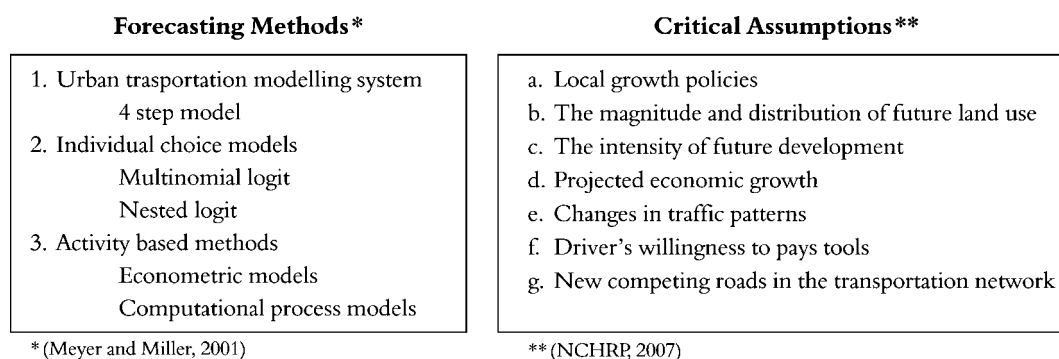 Forecasting Methods*
1. Urban trasportation modelling system
4 step model
2. Individual choice models
Multinomial logit
Nested logit
3. Activity based methods
Econometric models
Computational process models
* (Meyer and Miller, 2001)
Critical Assumptions**
a. Local growth policies
b. The magnitude and distribution of future land use
c. The intensity of future development
d. Projected economic growth
e. Changes in traffic patterns
f. Driver's willingness to pays tools
g. New competing roads in the transportation network
** (NCHRP, 2007)